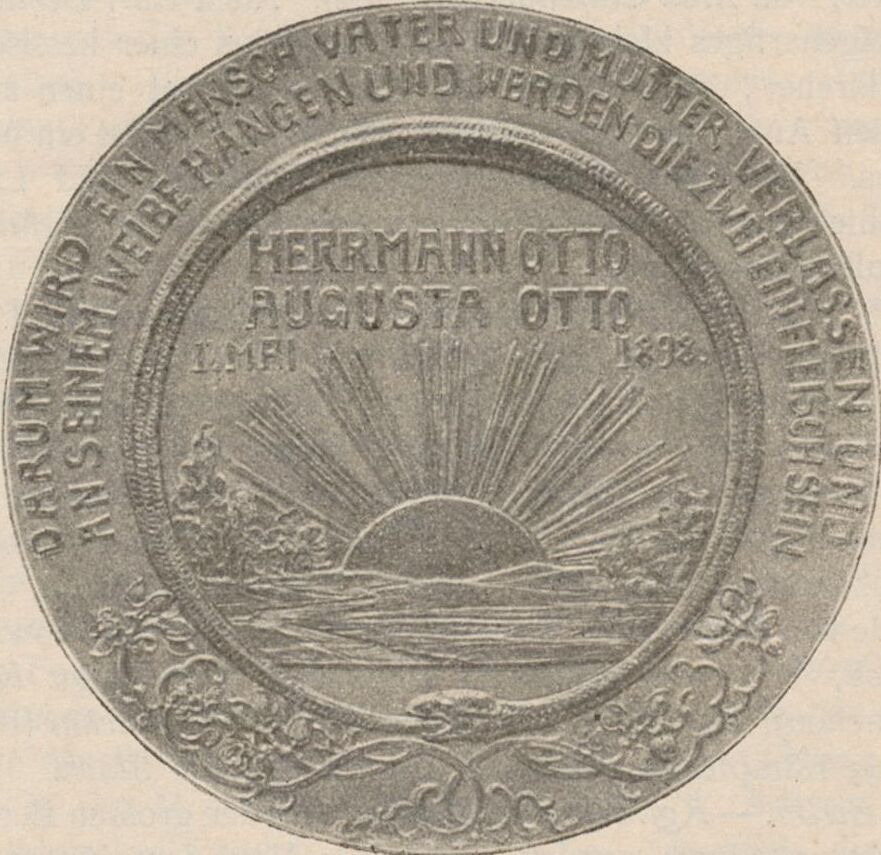 DARUM WIRD EIN MENSCH VATER UND MUTTER VERLASSEN UND
AN SEINEM WEIBE HÄNGEN UND WERDEN DIE ZWEI EIN FLEISCH SEIN
HERRMANN OTTO
AUGUSTA OTTO
1. MAI 1898.